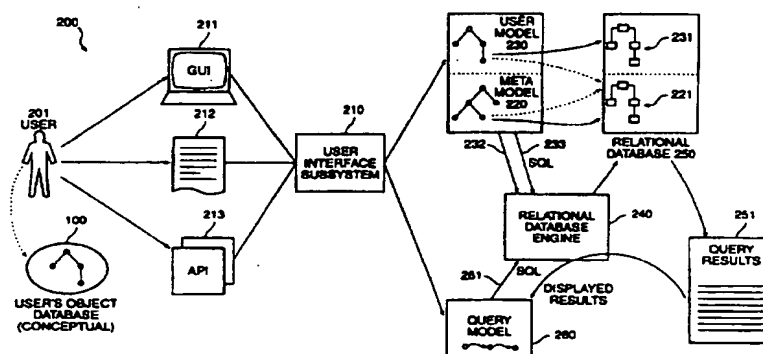 200
211
GUI
201
USER
212
213
API
100
USER'S OBJECT
DATABASE
(CONCEPTUAL)
210
USER
INTERFACE
SUBSYSTEM
USER
MODEL
230
META
MODEL
220
231
221
RELATIONAL
DATABASE 250
232
233
SQL
RELATIONAL
DATABASE
ENGINE
240
261
SQL
DISPLAYED
RESULTS
QUERY
MODEL
260
251
QUERY
RESULTS